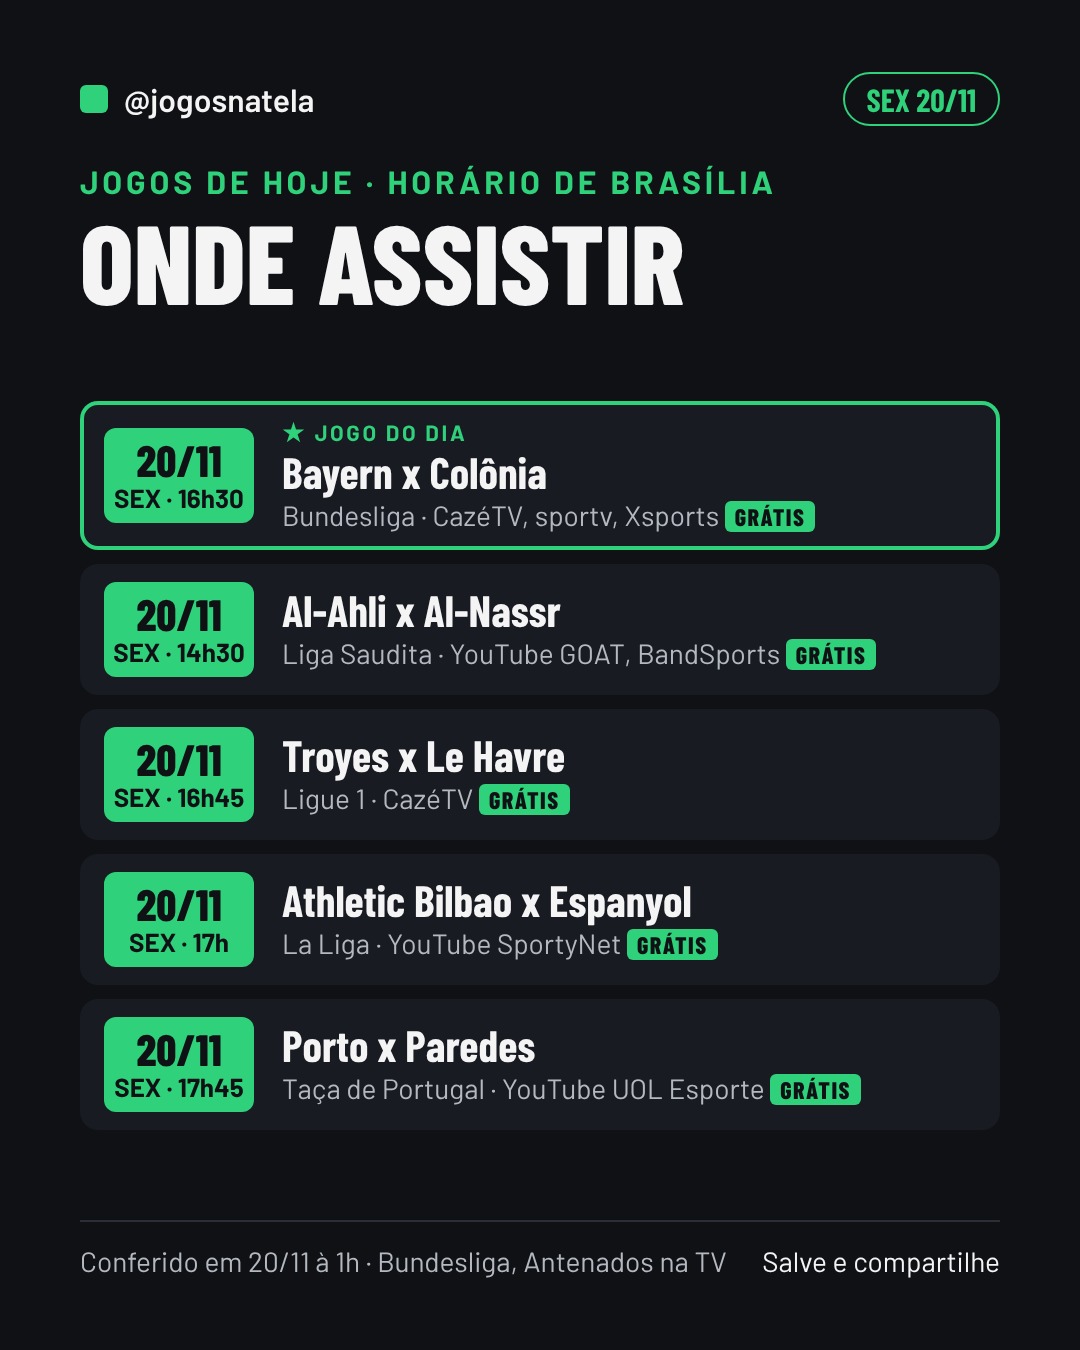 @jogosnatela
SEX 20/11
JOGOS DE HOJE · HORÁRIO DE BRASÍLIA
ONDE ASSISTIR
20/11
SEX · 16h30
★ JOGO DO DIA
Bayern x Colônia
Bundesliga · CazéTV, sportv, Xsports GRÁTIS
20/11
SEX · 14h30
Al-Ahli x Al-Nassr
Liga Saudita · YouTube GOAT, BandSports GRÁTIS
20/11
SEX · 16h45
Troyes x Le Havre
Ligue 1 · CazéTV GRÁTIS
20/11
SEX · 17h
Athletic Bilbao x Espanyol
La Liga · YouTube SportyNet GRÁTIS
20/11
SEX · 17h45
Porto x Paredes
Taça de Portugal · YouTube UOL Esporte GRÁTIS
Conferido em 20/11 à 1h · Bundesliga, Antenados na TV
Salve e compartilhe